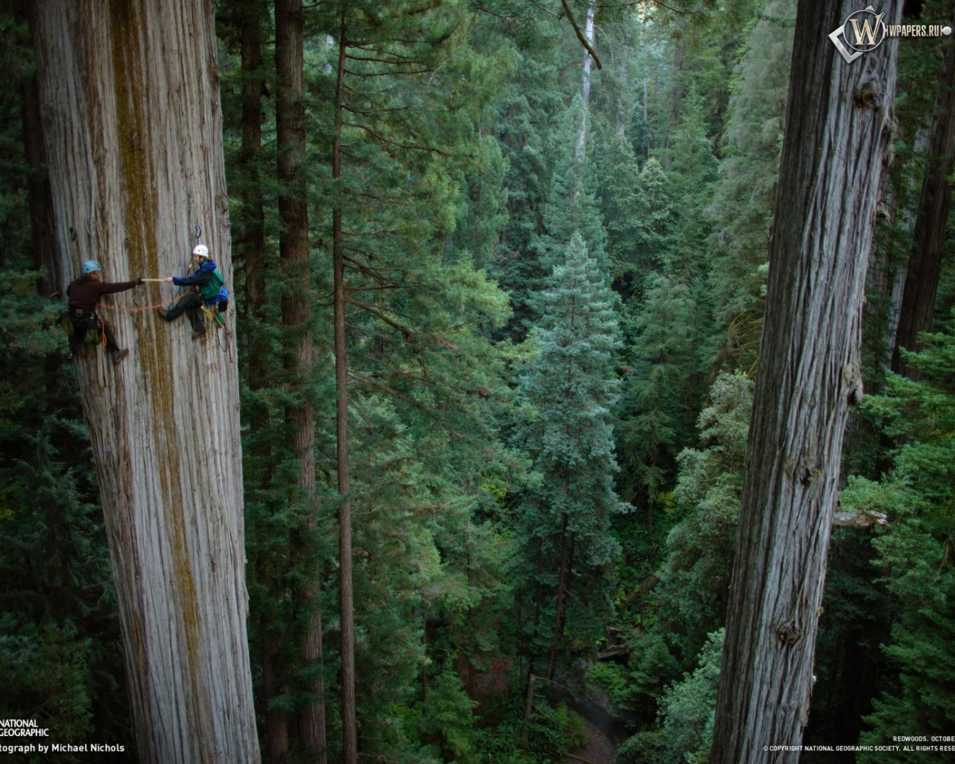 WPAPERS.RU
NATIONAL
GEOGRAPHIC
tograph by Michael Nichols
REDWOODS. OCTOBE
© COPYRIGHT NATIONAL GEOGRAPHIC SOCIETY. ALL RIGHTS RESE